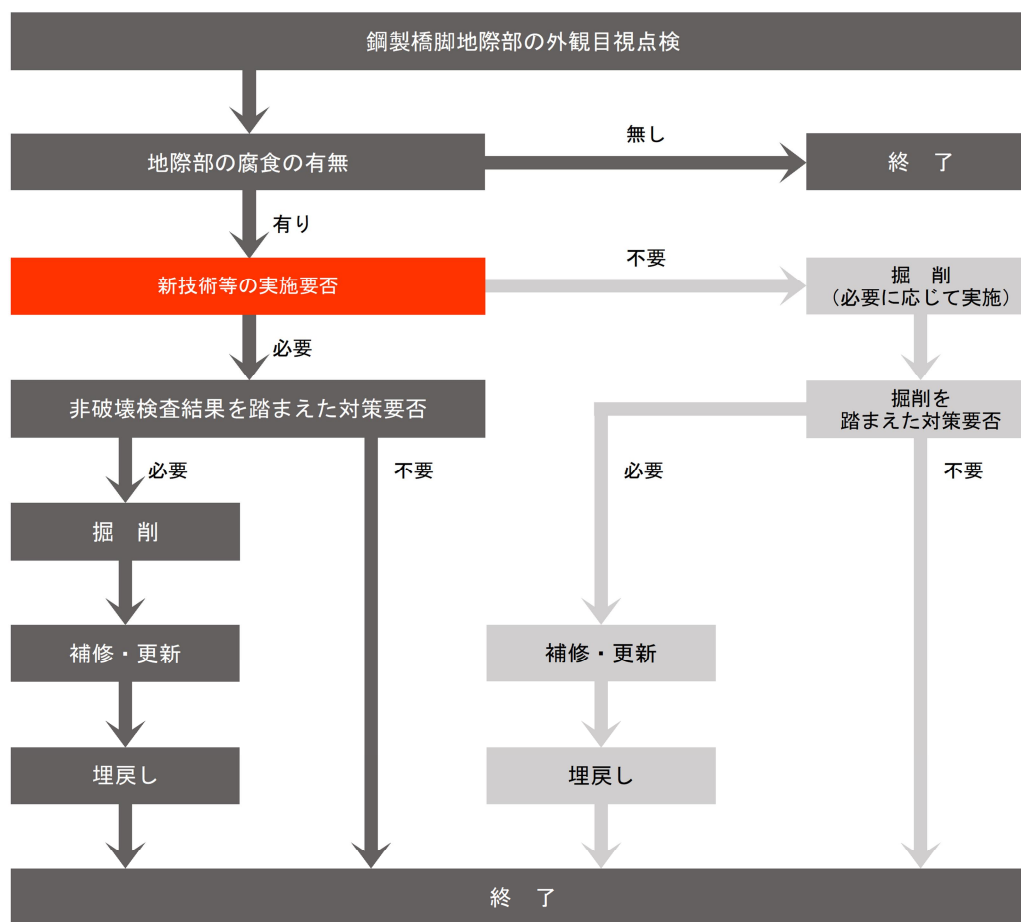 鋼製橋脚地際部の外観目視点検
無し
地際部の腐食の有無
終　了
有り
不要
新技術等の実施要否
掘　削
（必要に応じて実施）
必要
非破壊検査結果を踏まえた対策要否
掘削を
踏まえた対策要否
必要
不要
必要
不要
掘　削
補修・更新
補修・更新
埋戻し
埋戻し
終　了